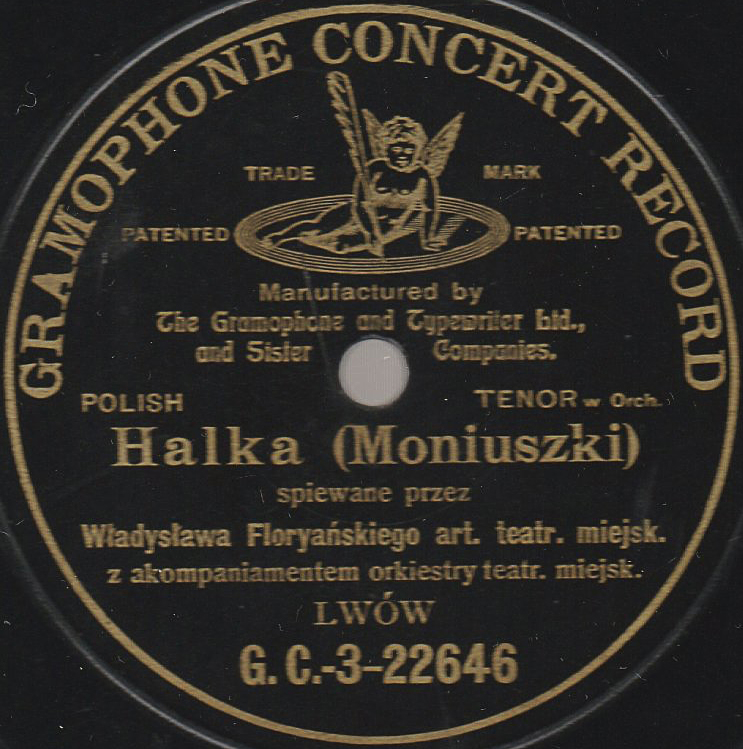 GRAMOPHONE CONCERT RECORD
TRADE MARK
PATENTED PATENTED
Manufactured by
The Gramophone and Typewriter Ltd.,
and Sister Companies.
POLISH TENOR w Orch.
Halka (Moniuszki)
spiewane przez
Władysława Floryańskiego art. teatr. miejsk.
z akompaniamentem orkiestry teatr. miejsk.
LWÓW
G. C.-3-22646